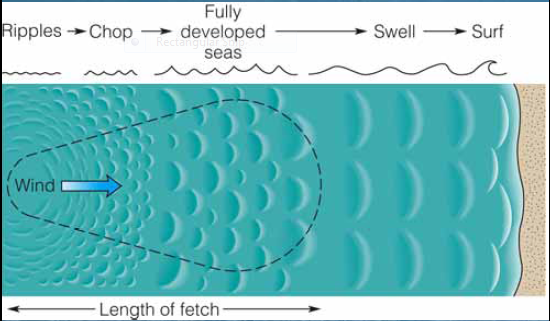 Ripples → Chop → Fully developed seas → Swell → Surf
Wind
Length of fetch